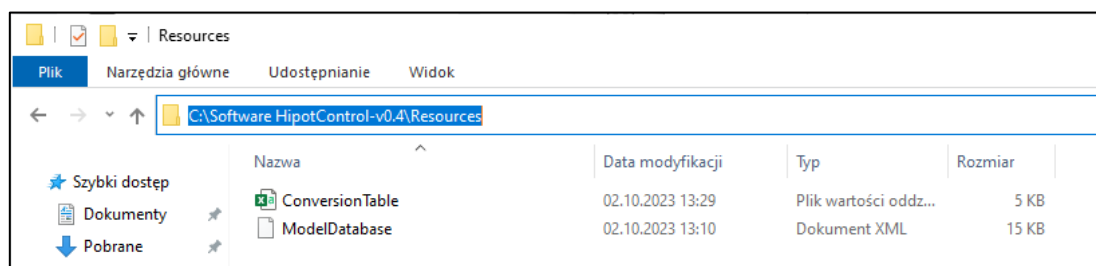 Resources
Plik Narzędzia główne Udostępnianie Widok
C:\Software HipotControl-v0.4\Resources
Nazwa Data modyfikacji Typ Rozmiar
Szybki dostęp
ConversionTable 02.10.2023 13:29 Plik wartości oddz... 5 KB
Dokumenty
ModelDatabase 02.10.2023 13:10 Dokument XML 15 KB
Pobrane